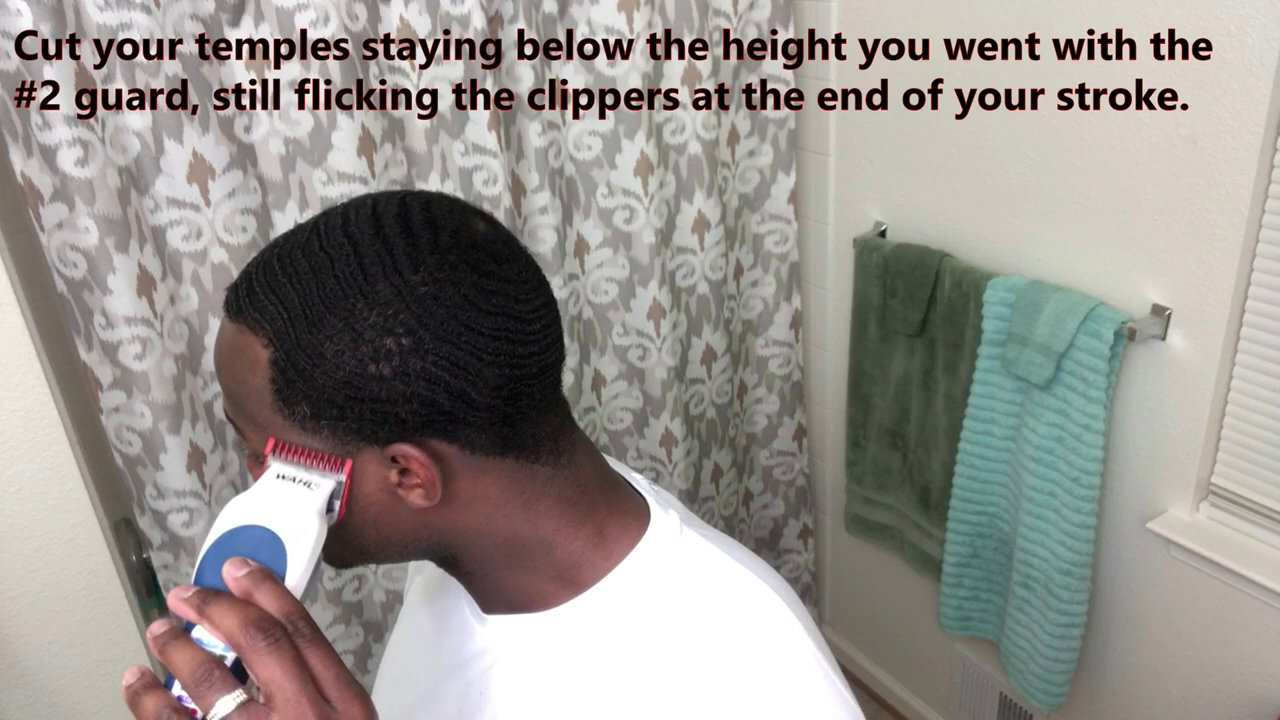 Cut your temples staying below the height you went with the
#2 guard, still flicking the clippers at the end of your stroke.
WAHL